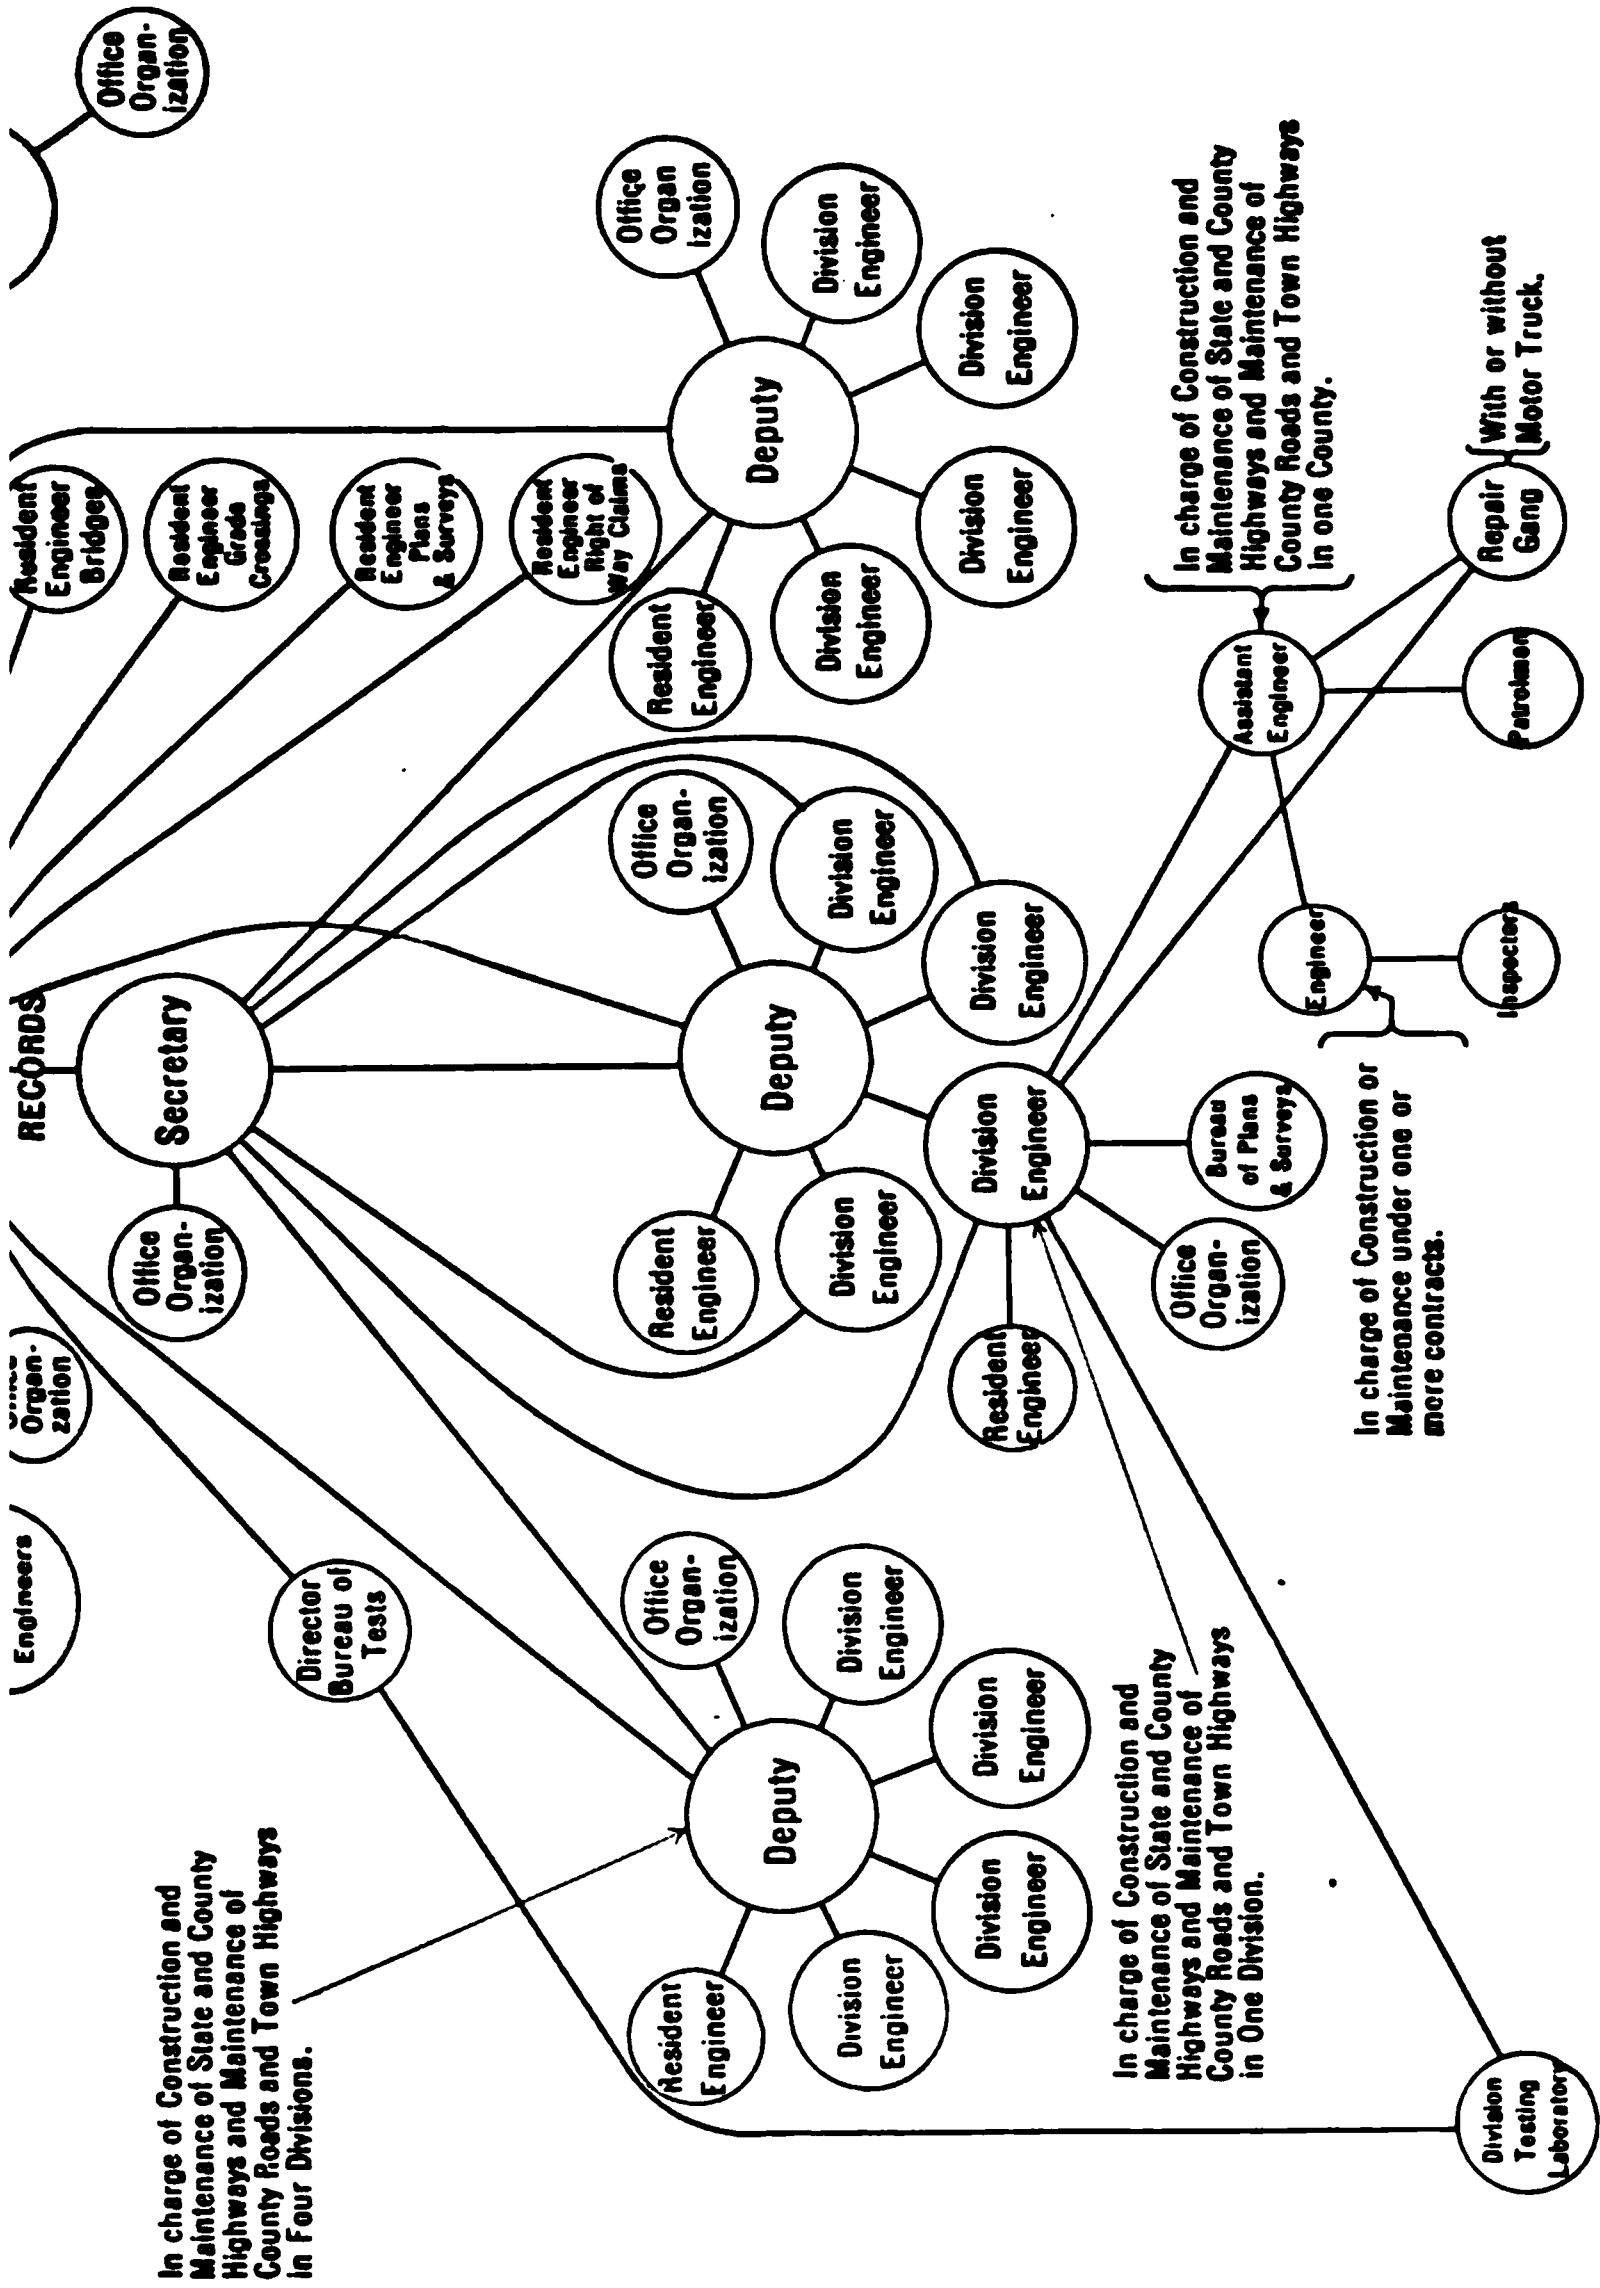 Engineers
Organ-
zation
RECORDS
Resident
Engineer
Bridges
Office
Organ-
ization
In charge of Construction and
Maintenance of State and County
Highways and Maintenance of
County Roads and Town Highways
in Four Divisions.
Director
Bureau of
Tests
Office
Organ-
ization
Secretary
Resident
Engineer
Grade
Crossings
Resident
Engineer
Plans
& Surveys
Resident
Engineer
Right of
Way Claims
Resident
Engineer
Office
Organ-
ization
Deputy
Division
Engineer
Division
Engineer
Division
Engineer
Division
Engineer
Resident
Engineer
Office
Organ-
ization
Deputy
Division
Engineer
Division
Engineer
Division
Engineer
Division
Engineer
Resident
Engineer
Office
Organ
ization
Deputy
Division
Engineer
Division
Engineer
Division
Engineer
Division
Engineer
In charge of Construction and
Maintenance of State and County
Highways and Maintenance of
County Roads and Town Highways
in One Division.
Resident
Engineer
Office
Organ-
ization
Bureau
of Plans
& Surveys
Assistant
Engineer
In charge of Construction and
Maintenance of State and County
Highways and Maintenance of
County Roads and Town Highways
in one County.
In charge of Construction or
Maintenance under one or
more contracts.
Engineer
Division
Testing
Laboratory
Inspectors
Patrolmen
Repair
Gang
With or without
Motor Truck.